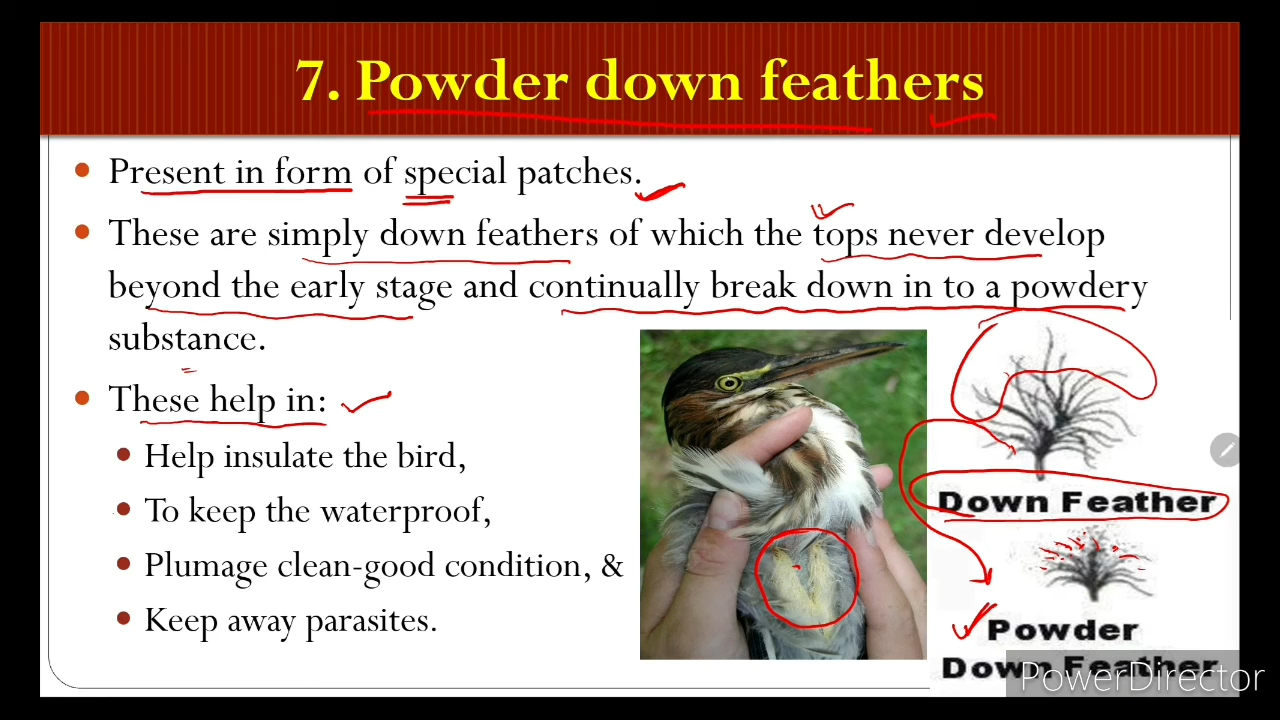 7. Powder down feathers
Present in form of special patches.
These are simply down feathers of which the tops never develop
beyond the early stage and continually break down in to a powdery
substance.
These help in:
Help insulate the bird,
To keep the waterproof,
Plumage clean-good condition, &
Keep away parasites.
Down Feather
Powder
Down Feather
PowerDirector